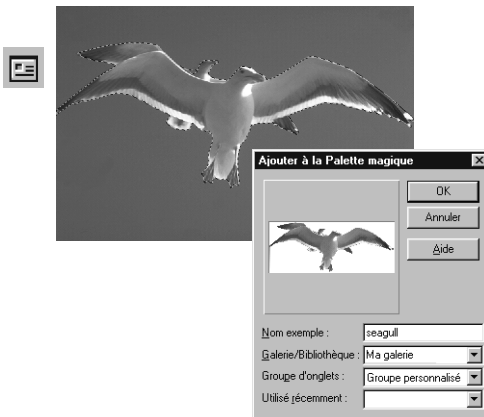 Ajouter à la Palette magique
OK
Annuler
Aide
Nom exemple : seagull
Galerie/Bibliothèque : Ma galerie
Groupe d'onglets : Groupe personnalisé
Utilisé récemment :